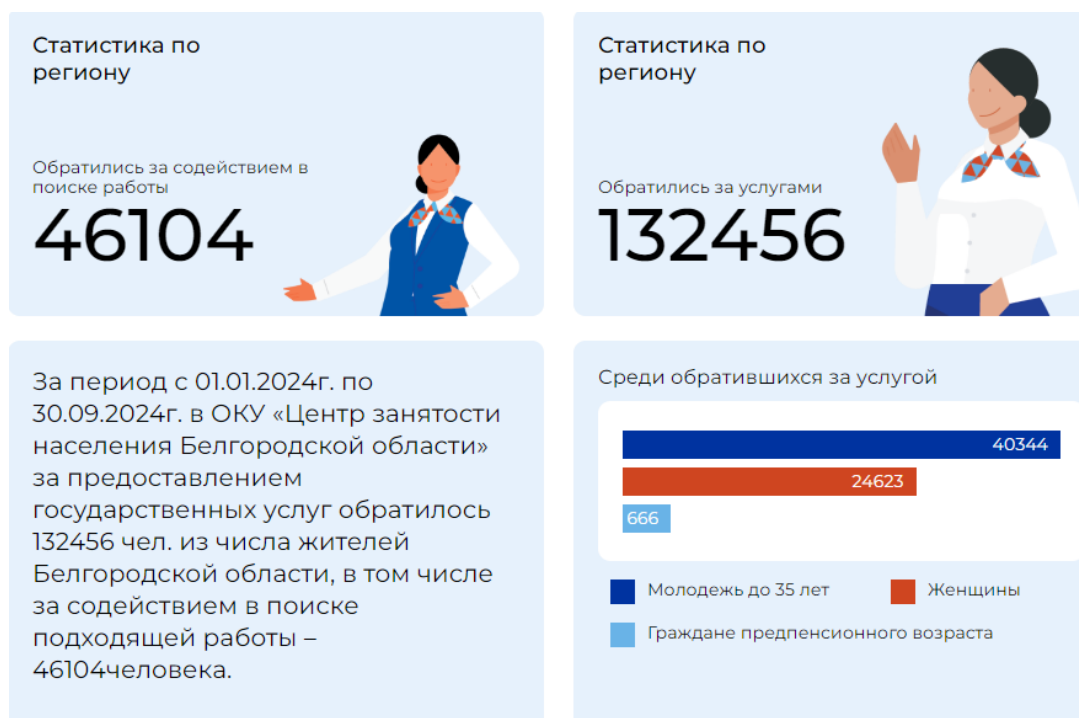 Статистика по
региону
Обратились за содействием в
поиске работы
46104
Статистика по
региону
Обратились за услугами
132456
За период с 01.01.2024г. по
30.09.2024г. в ОКУ «Центр занятости
населения Белгородской области»
за предоставлением
государственных услуг обратилось
132456 чел. из числа жителей
Белгородской области, в том числе
за содействием в поиске
подходящей работы –
46104человека.
Среди обратившихся за услугой
40344
24623
666
Молодежь до 35 лет
Женщины
Граждане предпенсионного возраста